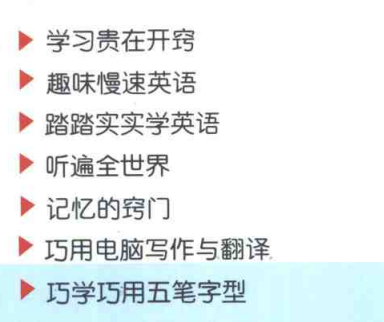 学习贵在开窍
趣味慢速英语
踏踏实实学英语
听遍全世界
记忆的窍门
巧用电脑写作与翻译
巧学巧用五笔字型